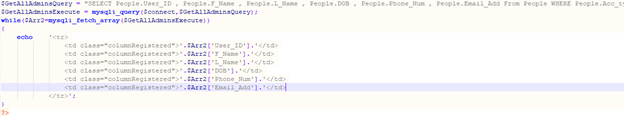 $GetAllAdminsQuery = "SELECT People.User_ID , People.F_Name , People.L_Name , People.DOB , People.Phone_Num , People.Email_Add From People WHERE People.Acc_ty
$GetAllAdminsExecute = mysqli_query($connect,$GetAllAdminsQuery);
while($Arr2=mysqli_fetch_array($GetAllAdminsExecute))
{
echo '<tr>
<td class="columnRegistered">'.$Arr2['User_ID'].'</td>
<td class="columnRegistered">'.$Arr2['F_Name'].'</td>
<td class="columnRegistered">'.$Arr2['L_Name'].'</td>
<td class="columnRegistered">'.$Arr2['DOB'].'</td>
<td class="columnRegistered">'.$Arr2['Phone_Num'].'</td>
<td class="columnRegistered">'.$Arr2['Email_Add'].'</td>
</tr>';
}
?>